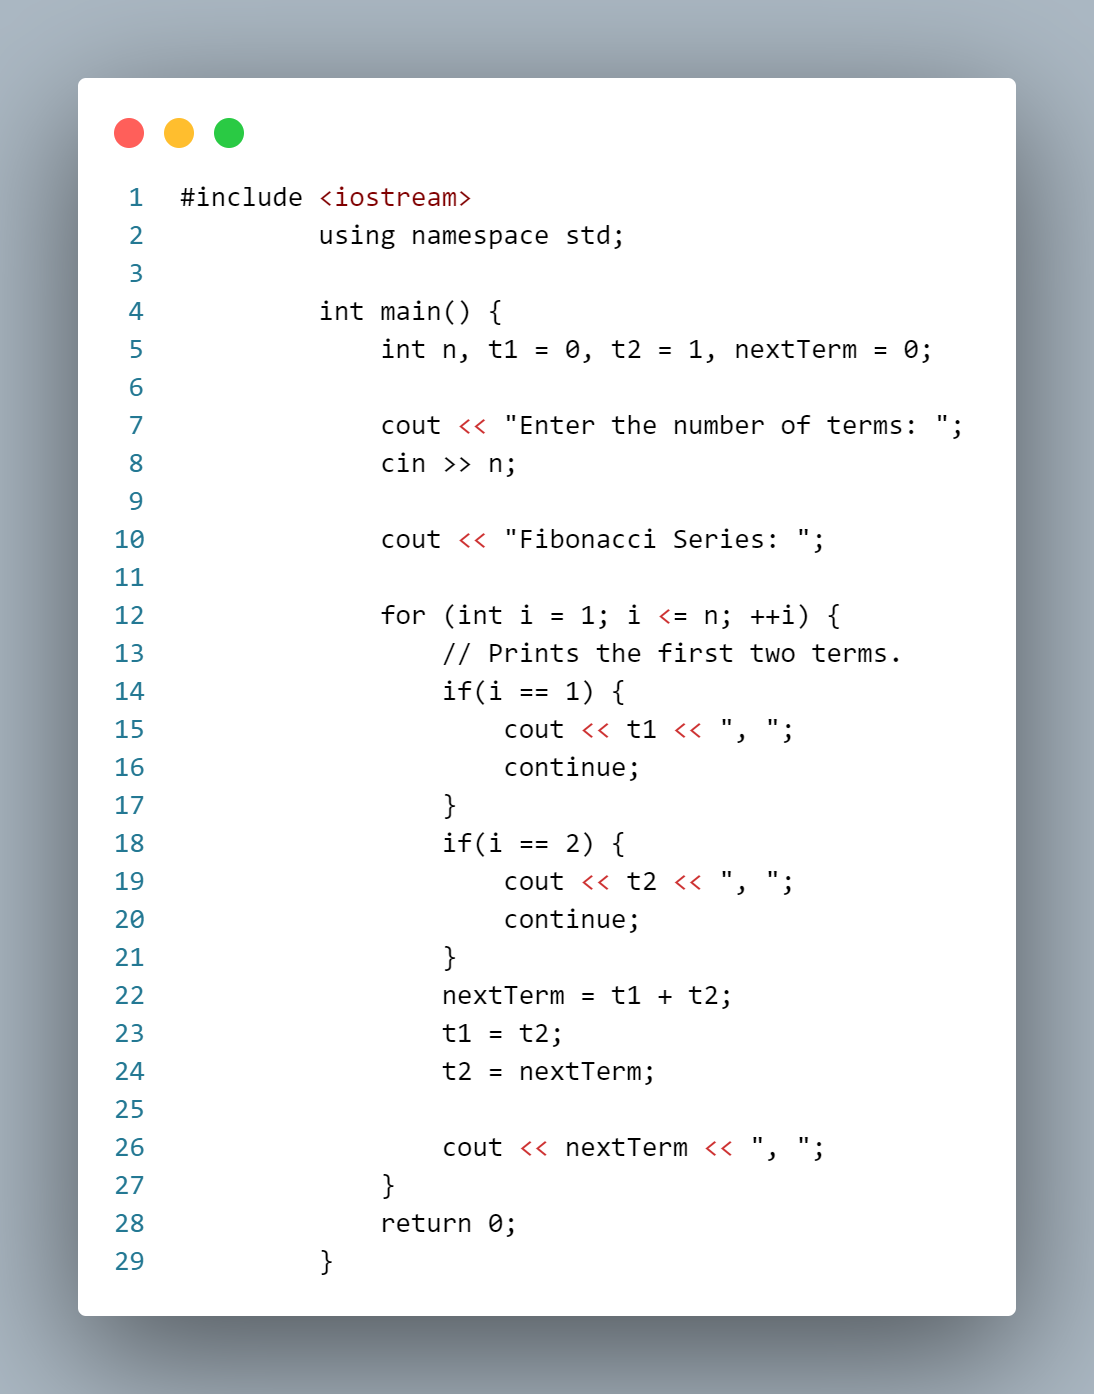 1 #include <iostream>
2 using namespace std;
3
4 int main() {
5 int n, t1 = 0, t2 = 1, nextTerm = 0;
6
7 cout << "Enter the number of terms: ";
8 cin >> n;
9
10 cout << "Fibonacci Series: ";
11
12 for (int i = 1; i <= n; ++i) {
13 // Prints the first two terms.
14 if(i == 1) {
15 cout << t1 << ", ";
16 continue;
17 }
18 if(i == 2) {
19 cout << t2 << ", ";
20 continue;
21 }
22 nextTerm = t1 + t2;
23 t1 = t2;
24 t2 = nextTerm;
25
26 cout << nextTerm << ", ";
27 }
28 return 0;
29 }